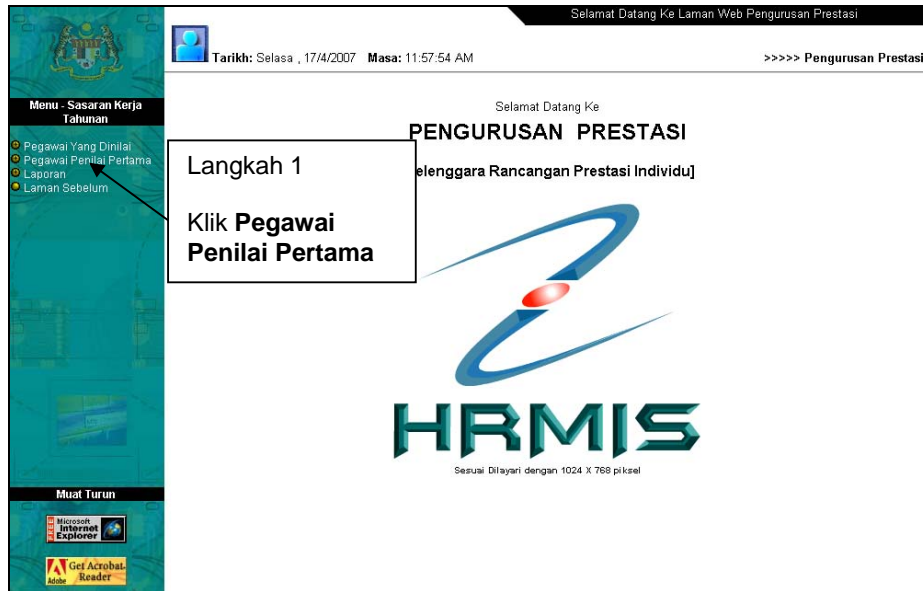 Selamat Datang Ke Laman Web Pengurusan Prestasi
Tarikh: Selasa , 17/4/2007 Masa: 11:57:54 AM
>>>>> Pengurusan Prestasi
Menu - Sasaran Kerja
Tahunan
Pegawai Yang Dinilai
Pegawai Penilai Pertama
Laporan
Laman Sebelum
Selamat Datang Ke
PENGURUSAN PRESTASI
elenggara Rancangan Prestasi Individu]
Langkah 1
Klik Pegawai
Penilai Pertama
HRMIS
Sesuai Dilayari dengan 1024 X 768 piksel
Muat Turun
FREE
Microsoft
Internet
Explorer
Get Acrobat
Reader
Adobe